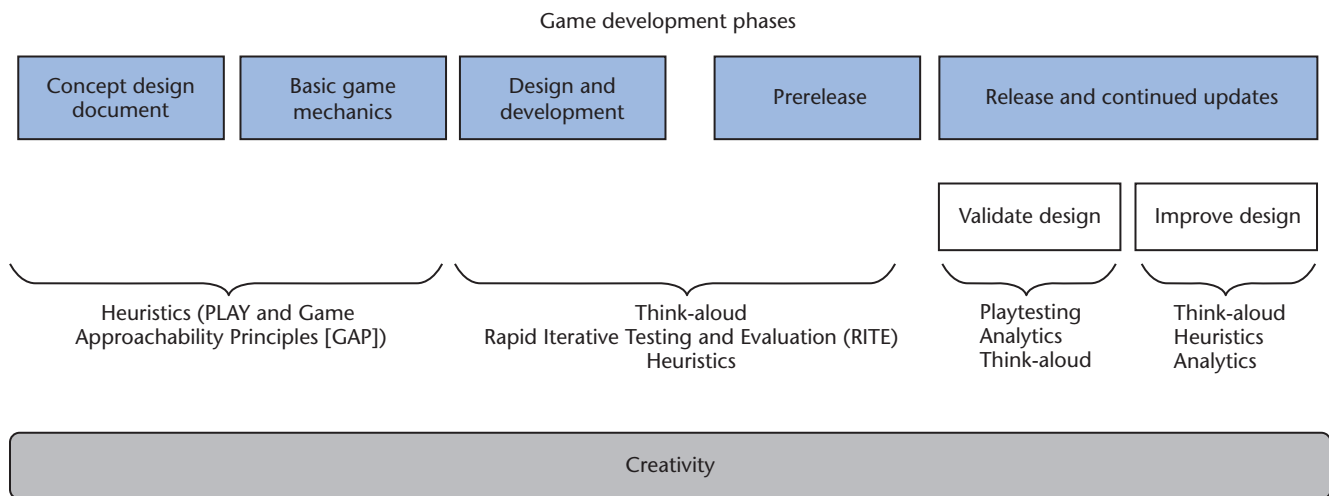 Game development phases
Concept design
document
Basic game
mechanics
Design and
development
Prerelease
Release and continued updates
Validate design
Improve design
Heuristics (PLAY and Game
Approachability Principles [GAP])
Think-aloud
Rapid Iterative Testing and Evaluation (RITE)
Heuristics
Playtesting
Analytics
Think-aloud
Think-aloud
Heuristics
Analytics
Creativity